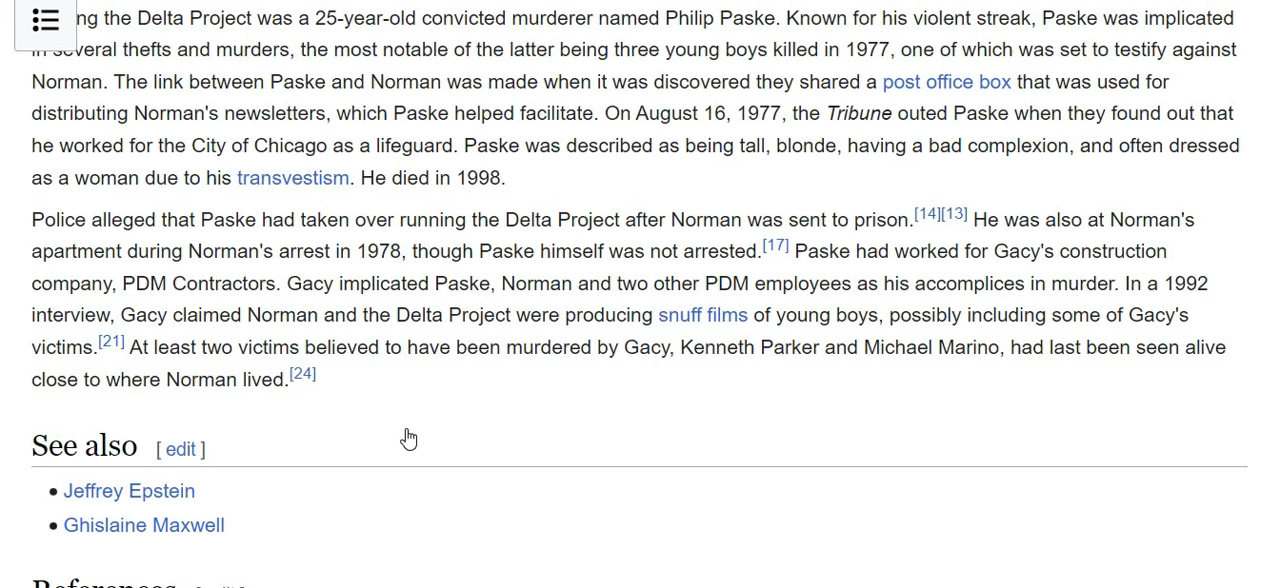 ng the Delta Project was a 25-year-old convicted murderer named Philip Paske. Known for his violent streak, Paske was implicated
in several thefts and murders, the most notable of the latter being three young boys killed in 1977, one of which was set to testify against
Norman. The link between Paske and Norman was made when it was discovered they shared a post office box that was used for
distributing Norman's newsletters, which Paske helped facilitate. On August 16, 1977, the Tribune outed Paske when they found out that
he worked for the City of Chicago as a lifeguard. Paske was described as being tall, blonde, having a bad complexion, and often dressed
as a woman due to his transvestism. He died in 1998.
Police alleged that Paske had taken over running the Delta Project after Norman was sent to prison.[14][13] He was also at Norman's
apartment during Norman's arrest in 1978, though Paske himself was not arrested.[17] Paske had worked for Gacy's construction
company, PDM Contractors. Gacy implicated Paske, Norman and two other PDM employees as his accomplices in murder. In a 1992
interview, Gacy claimed Norman and the Delta Project were producing snuff films of young boys, possibly including some of Gacy's
victims.[21] At least two victims believed to have been murdered by Gacy, Kenneth Parker and Michael Marino, had last been seen alive
close to where Norman lived.[24]
See also [ edit ]
• Jeffrey Epstein
• Ghislaine Maxwell
References